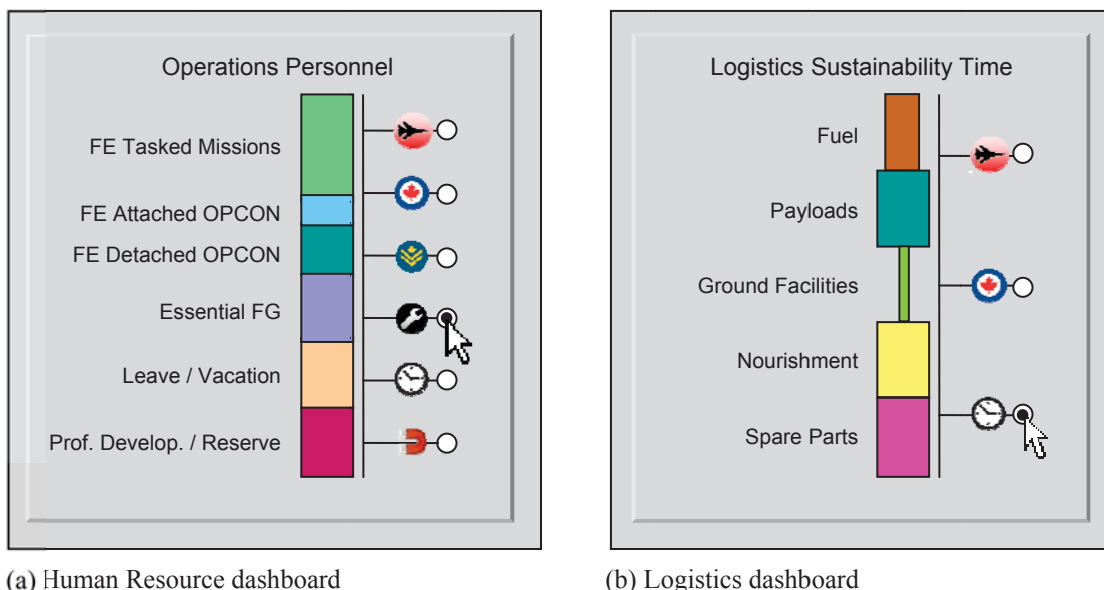 Operations Personnel
FE Tasked Missions
FE Attached OPCON
FE Detached OPCON
Essential FG
Leave / Vacation
Prof. Develop. / Reserve
(a) Human Resource dashboard
Logistics Sustainability Time
Fuel
Payloads
Ground Facilities
Nourishment
Spare Parts
(b) Logistics dashboard